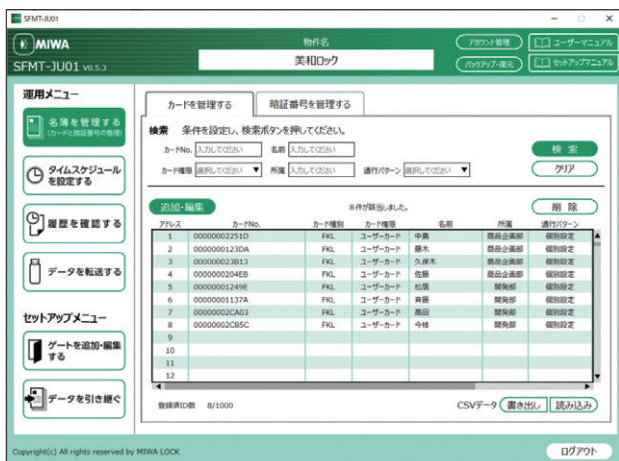 SFMT-JU01
MIWA
SFMT-JU01 V0.5.3
物件名
美和ロック
アカウント管理
ユーザーマニュアル
バックアップ・復元
セットアップマニュアル
運用メニュー
名簿を管理する
(カードと暗証番号の管理)
タイムスケジュール
を設定する
履歴を確認する
データを転送する
セットアップメニュー
ゲートを追加・編集
する
データを引き継ぐ
カードを管理する 暗証番号を管理する
検索 条件を設定し、検索ボタンを押してください。
カードNo. 入力してください 名前 入力してください 検索
カード権限 選択してください ▼ 所属 入力してください 通行パターン 選択してください ▼ クリア
追加・編集 8件が該当しました。 削除
アドレス カードNo. カード種別 カード権限 名前 所属 通行パターン
1 00000002251D FKL ユーザーカード 中島 商品企画部 個別設定
2 0000000123DA FKL ユーザーカード 藤木 商品企画部 個別設定
3 000000023B13 FKL ユーザーカード 久保木 商品企画部 個別設定
4 0000000204EB FKL ユーザーカード 佐藤 商品企画部 個別設定
5 00000001249E FKL ユーザーカード 松居 開発部 個別設定
6 00000001137A FKL ユーザーカード 斉藤 開発部 個別設定
7 00000002CA03 FKL ユーザーカード 高田 開発部 個別設定
8 00000002CB5C FKL ユーザーカード 今枝 開発部 個別設定
9
10
11
12
登録済ID数 8/1000 CSVデータ 書き出し 読み込み
Copyright(c) All rights reserved by MIWA LOCK
ログアウト